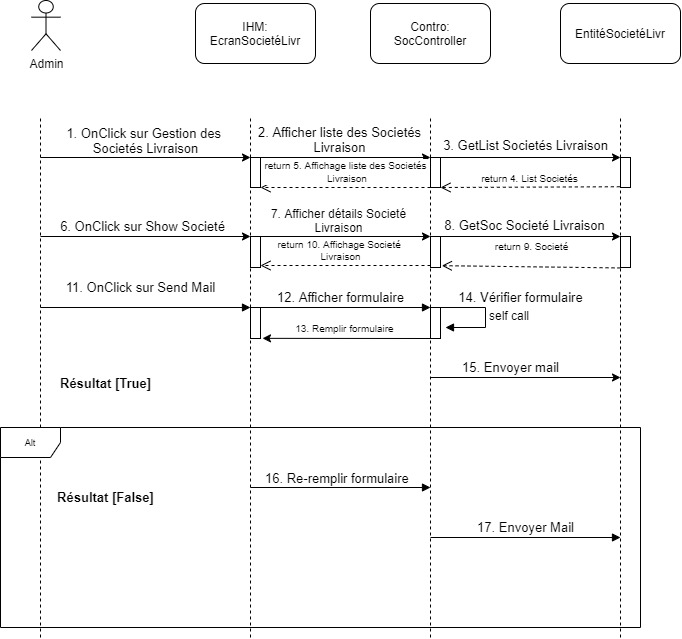 Admin
IHM:
EcranSocietéLivr
Contro:
SocController
EntitéSocietéLivr
1. OnClick sur Gestion des
Societés Livraison
2. Afficher liste des Societés
Livraison
3. GetList Societés Livraison
return 5. Affichage liste des Societés
Livraison
return 4. List Societés
6. OnClick sur Show Societé
7. Afficher détails Societé
Livraison
8. GetSoc Societé Livraison
return 10. Affichage Societé
Livraison
return 9. Societé
11. OnClick sur Send Mail
12. Afficher formulaire
14. Vérifier formulaire
self call
13. Remplir formulaire
15. Envoyer mail
Résultat [True]
Alt
16. Re-remplir formulaire
Résultat [False]
17. Envoyer Mail